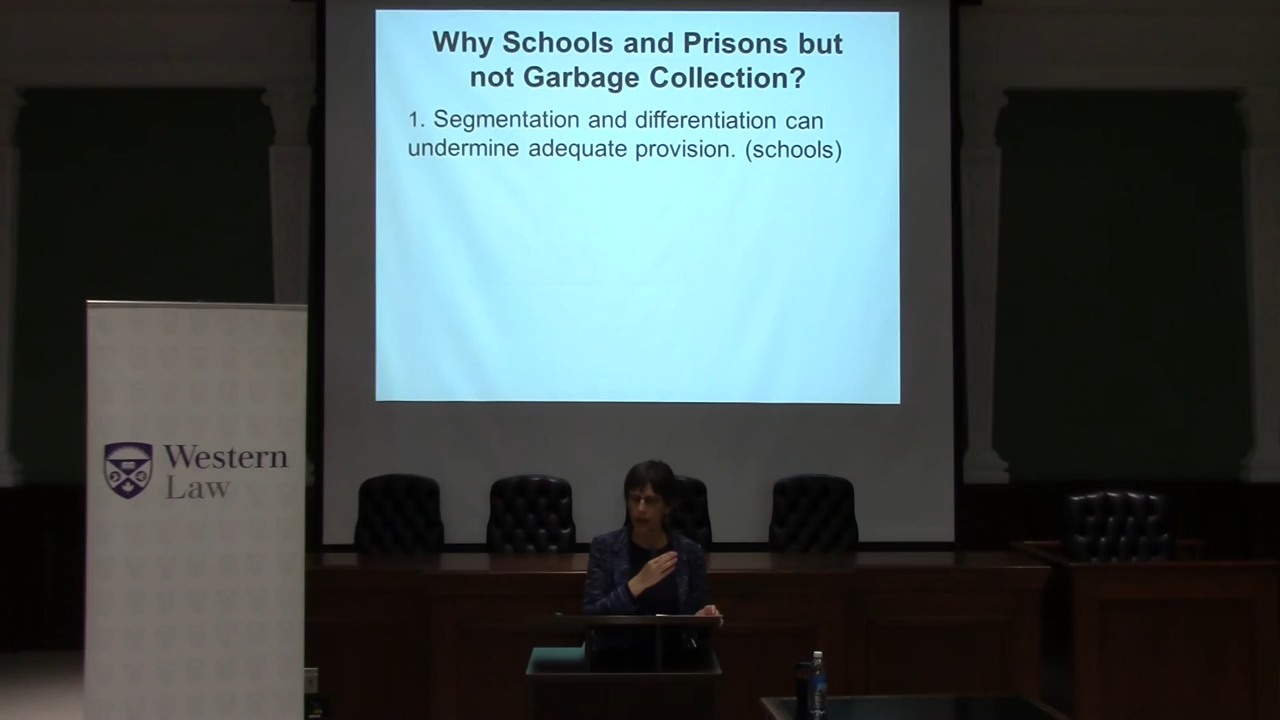 Why Schools and Prisons but
not Garbage Collection?
1. Segmentation and differentiation can
undermine adequate provision. (schools)
Western
Law